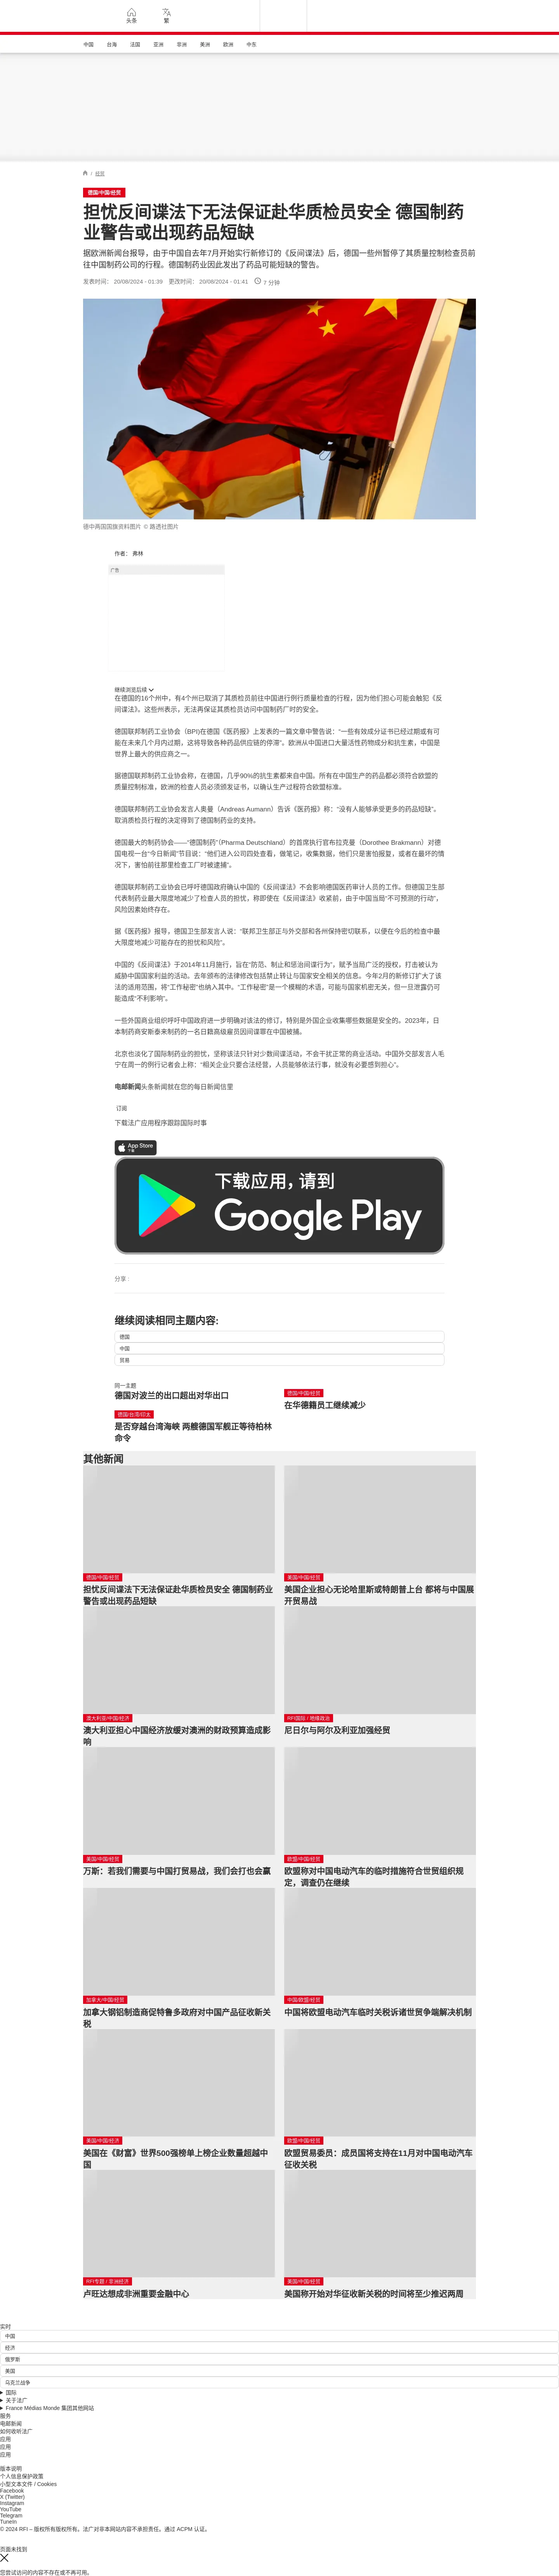 头条
繁
中国
台海
法国
亚洲
非洲
美洲
欧洲
中东
/ 经贸
德国/中国/经贸
担忧反间谍法下无法保证赴华质检员安全 德国制药
业警告或出现药品短缺
据欧洲新闻台报导，由于中国自去年7月开始实行新修订的《反间谍法》后，德国一些州暂停了其质量控制检查员前
往中国制药公司的行程。德国制药业因此发出了药品可能短缺的警告。
发表时间： 20/08/2024 - 01:39 更改时间： 20/08/2024 - 01:41 7 分钟
德中两国国旗资料图片 © 路透社图片
作者： 弗林
广告
继续浏览后续
在德国的16个州中，有4个州已取消了其质检员前往中国进行例行质量检查的行程，因为他们担心可能会触犯《反
间谍法》。这些州表示，无法再保证其质检员访问中国制药厂时的安全。
德国联邦制药工业协会（BPI)在德国《医药报》上发表的一篇文章中警告说：“一些有效成分证书已经过期或有可
能在未来几个月内过期，这将导致各种药品供应链的停滞”。欧洲从中国进口大量活性药物成分和抗生素，中国是
世界上最大的供应商之一。
据德国联邦制药工业协会称，在德国，几乎90%的抗生素都来自中国。所有在中国生产的药品都必须符合欧盟的
质量控制标准，欧洲的检查人员必须颁发证书，以确认生产过程符合欧盟标准。
德国联邦制药工业协会发言人奥曼（Andreas Aumann）告诉《医药报》称：“没有人能够承受更多的药品短缺”。
取消质检员行程的决定得到了德国制药业的支持。
德国最大的制药协会——“德国制药”（Pharma Deutschland）的首席执行官布拉克曼（Dorothee Brakmann）对德
国电视一台“今日新闻”节目说：“他们进入公司四处查看，做笔记，收集数据，他们只是害怕报复，或者在最坏的情
况下，害怕前往那里检查工厂时被逮捕”。
德国联邦制药工业协会已呼吁德国政府确认中国的《反间谍法》不会影响德国医药审计人员的工作。但德国卫生部
代表制药业最大限度地减少了检查人员的担忧，称即使在《反间谍法》收紧前，由于中国当局“不可预测的行动”，
风险因素始终存在。
据《医药报》报导，德国卫生部发言人说：“联邦卫生部正与外交部和各州保持密切联系，以便在今后的检查中最
大限度地减少可能存在的担忧和风险”。
中国的《反间谍法》于2014年11月施行，旨在“防范、制止和惩治间谍行为”，赋予当局广泛的授权，打击被认为
威胁中国国家利益的活动。去年颁布的法律修改包括禁止转让与国家安全相关的信息。今年2月的新修订扩大了该
法的适用范围，将“工作秘密”也纳入其中。“工作秘密”是一个模糊的术语，可能与国家机密无关，但一旦泄露仍可
能造成“不利影响”。
一些外国商业组织呼吁中国政府进一步明确对该法的修订，特别是外国企业收集哪些数据是安全的。2023年，日
本制药商安斯泰来制药的一名日籍高级雇员因间谍罪在中国被捕。
北京也淡化了国际制药业的担忧，坚称该法只针对少数间谍活动，不会干扰正常的商业活动。中国外交部发言人毛
宁在周一的例行记者会上称：“相关企业只要合法经营，人员能够依法行事，就没有必要感到担心”。
电邮新闻头条新闻就在您的每日新闻信里
订阅
下载法广应用程序跟踪国际时事
App Store
下载
下载应用，请到
Google Play
分享 :
继续阅读相同主题内容:
德国
中国
贸易
同一主题
德国对波兰的出口超出对华出口
德国/中国/经贸
在华德籍员工继续减少
德国/台湾/印太
是否穿越台湾海峡 两艘德国军舰正等待柏林
命令
其他新闻
德国/中国/经贸
担忧反间谍法下无法保证赴华质检员安全 德国制药业
警告或出现药品短缺
美国/中国/经贸
美国企业担心无论哈里斯或特朗普上台 都将与中国展
开贸易战
澳大利亚/中国/经济
澳大利亚担心中国经济放缓对澳洲的财政预算造成影
响
RFI国际 / 地缘政治
尼日尔与阿尔及利亚加强经贸
美国/中国/经贸
万斯：若我们需要与中国打贸易战，我们会打也会赢
欧盟/中国/经贸
欧盟称对中国电动汽车的临时措施符合世贸组织规
定，调查仍在继续
加拿大/中国/经贸
加拿大钢铝制造商促特鲁多政府对中国产品征收新关
税
中国/欧盟/经贸
中国将欧盟电动汽车临时关税诉诸世贸争端解决机制
美国/中国/经济
美国在《财富》世界500强榜单上榜企业数量超越中
国
欧盟/中国/经贸
欧盟贸易委员：成员国将支持在11月对中国电动汽车
征收关税
RFI专题 / 非洲经济
卢旺达想成非洲重要金融中心
美国/中国/经贸
美国称开始对华征收新关税的时间将至少推迟两周
实时
中国
经济
俄罗斯
美国
乌克兰战争
国际
关于法广
France Médias Monde 集团其他网站
服务
电邮新闻
如何收听法广
应用
应用
应用
版本说明
个人信息保护政策
小型文本文件 / Cookies
Facebook
X (Twitter)
Instagram
YouTube
Telegram
TuneIn
© 2024 RFI – 版权所有版权所有。法广对非本网站内容不承担责任。通过 ACPM 认证。
页面未找到
您尝试访问的内容不存在或不再可用。